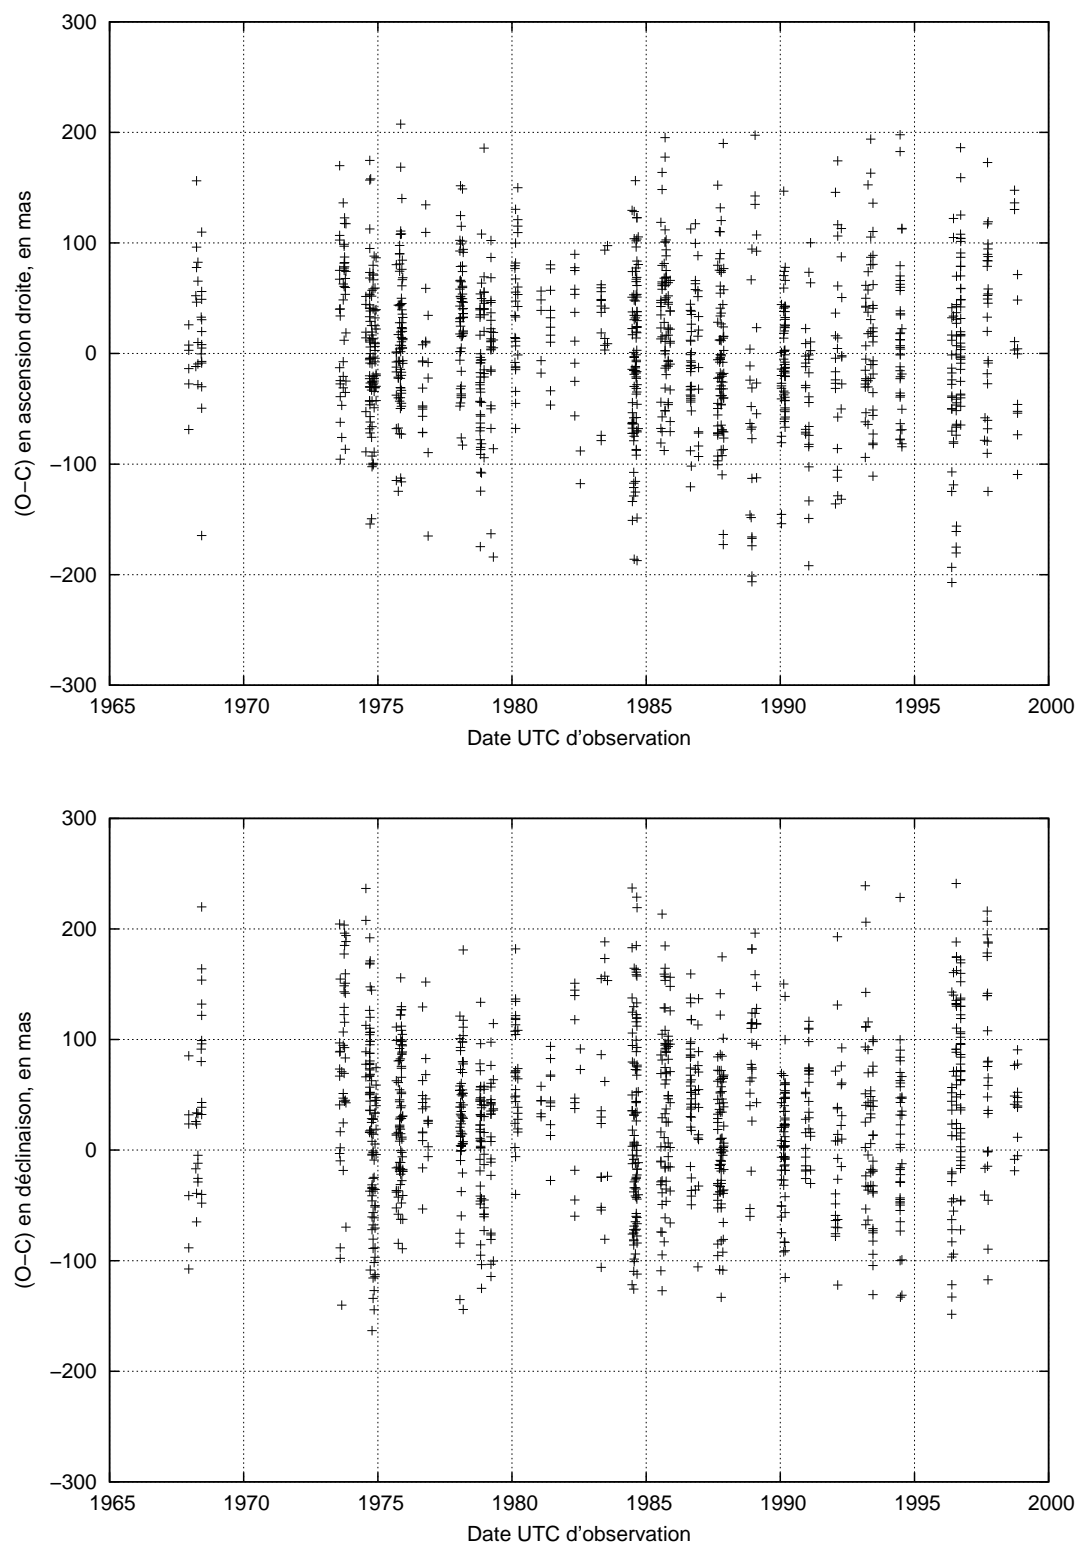 300
200
100
0
−100
−200
−300
(O−C) en ascension droite, en mas
1965 1970 1975 1980 1985 1990 1995 2000
Date UTC d'observation
300
200
100
0
−100
−200
−300
(O−C) en déclinaison, en mas
1965 1970 1975 1980 1985 1990 1995 2000
Date UTC d'observation